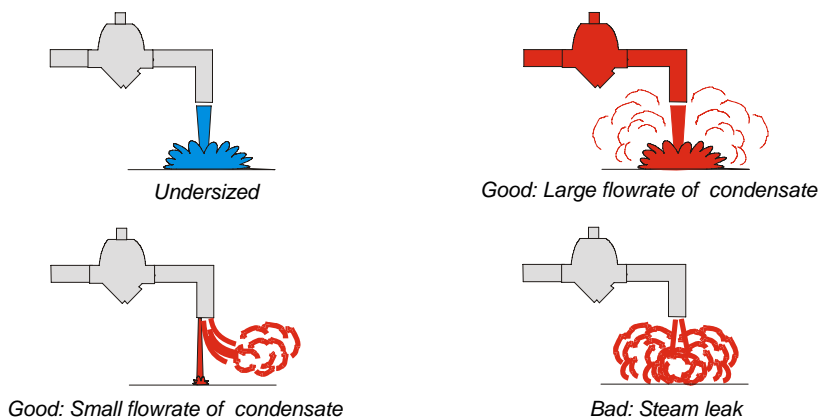 Undersized
Good: Large flowrate of condensate
Good: Small flowrate of condensate
Bad: Steam leak